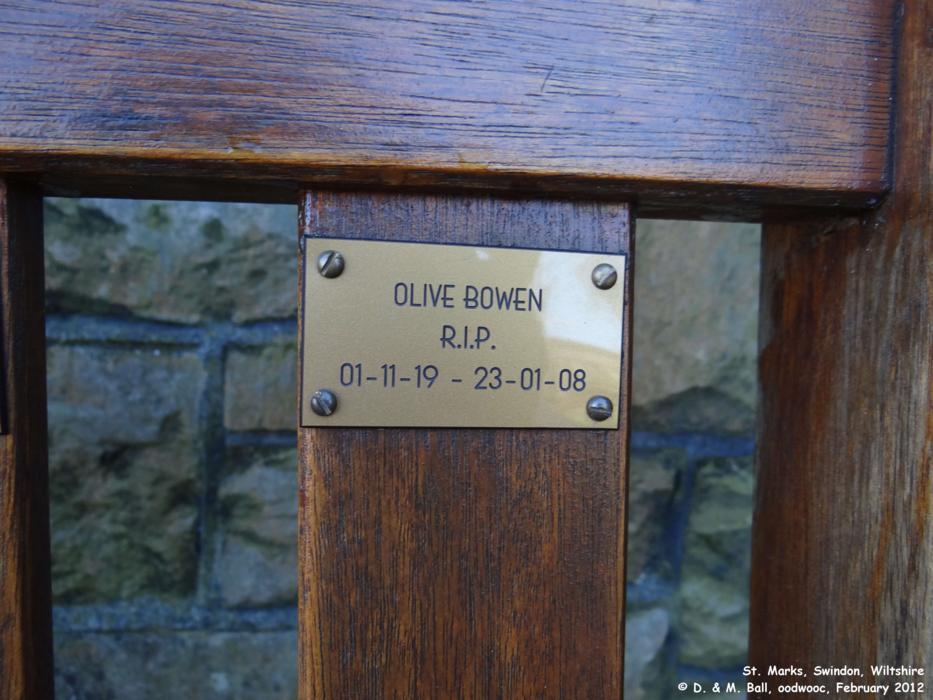 OLIVE BOWEN
R.I.P.
01-11-19 - 23-01-08
St. Marks, Swindon, Wiltshire
© D. & M. Ball, oodwooc, February 2012